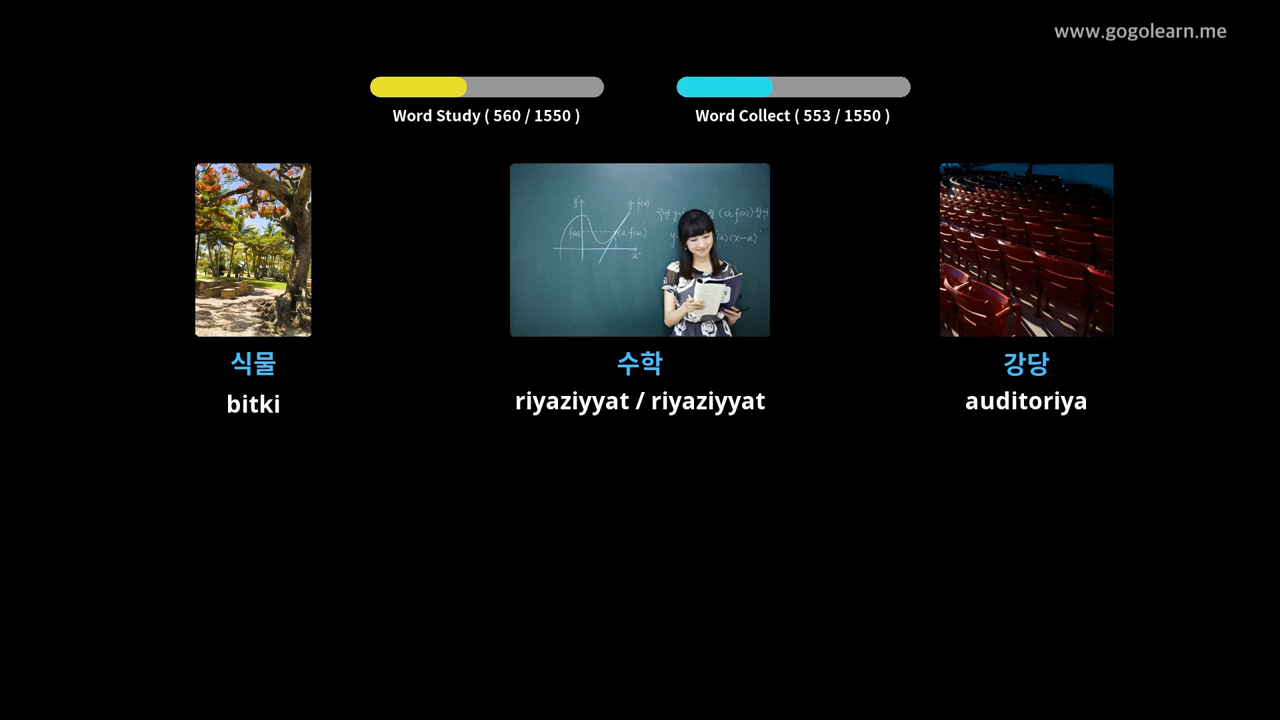 www.gogolearn.me
Word Study ( 560 / 1550 )
Word Collect ( 553 / 1550 )
y
y=f(x)
f(a)
(a, f(a))
x
(a, f(a))
(x-a)
식물
수학
강당
bitki
riyaziyyat / riyaziyyat
auditoriya